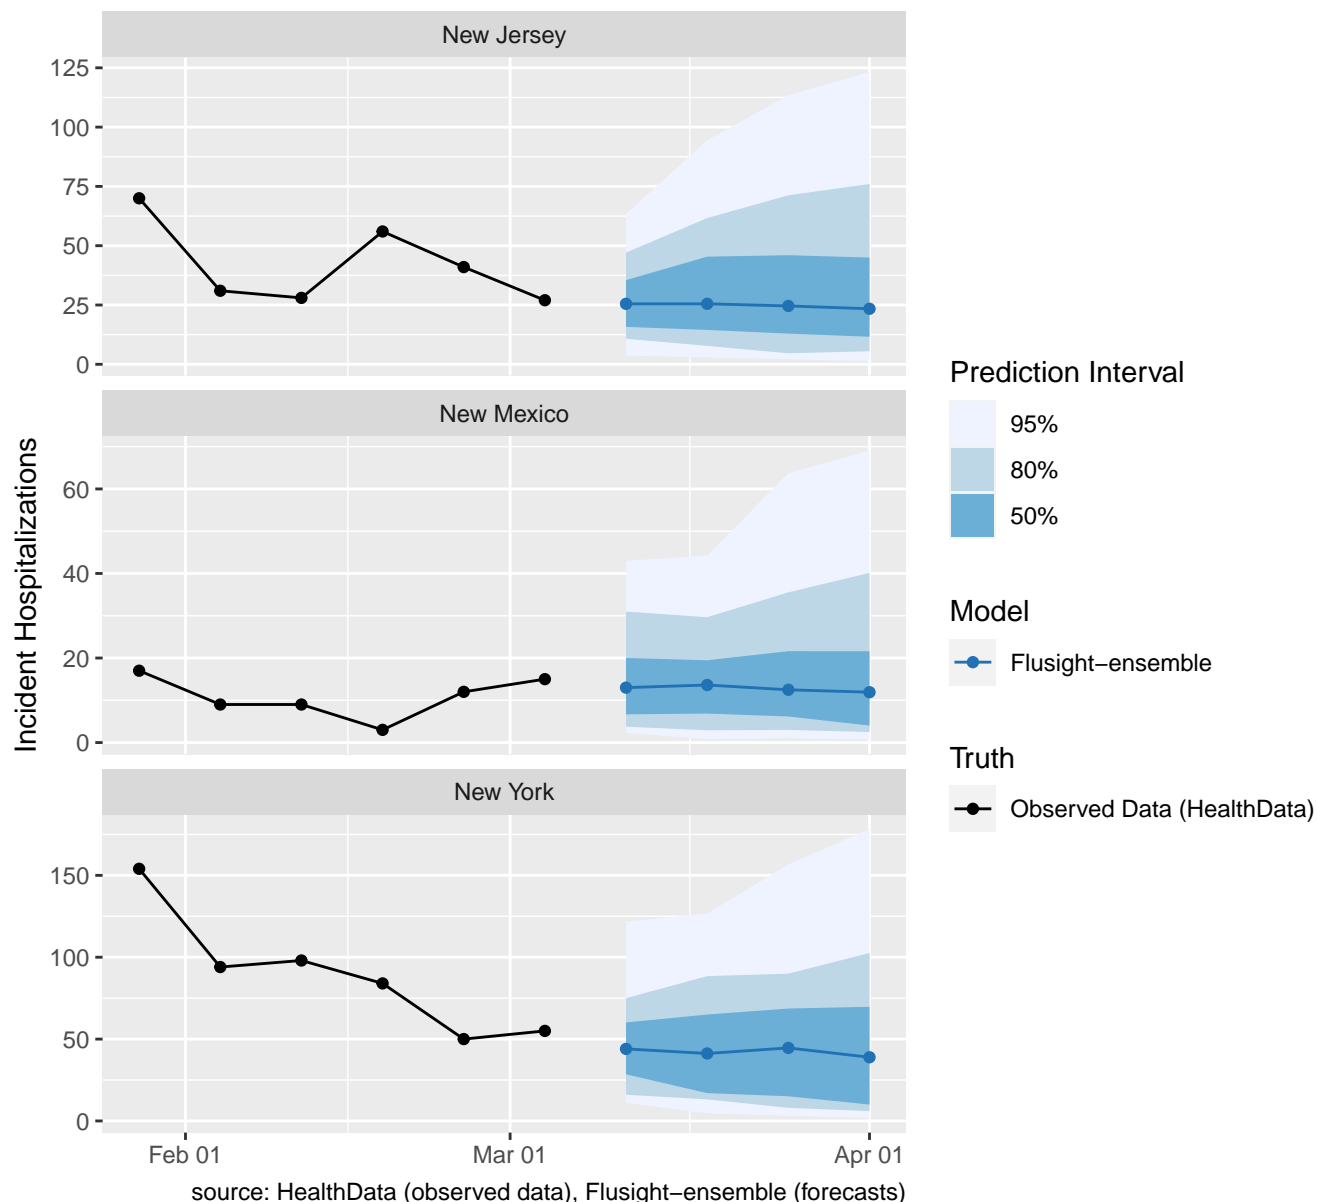 New Jersey
125
100
75
50
25
0
New Mexico
60
40
20
0
New York
150
100
50
0
Feb 01
Mar 01
Apr 01
Incident Hospitalizations
source: HealthData (observed data), Flusight−ensemble (forecasts)
Prediction Interval
95%
80%
50%
Model
Flusight−ensemble
Truth
Observed Data (HealthData)